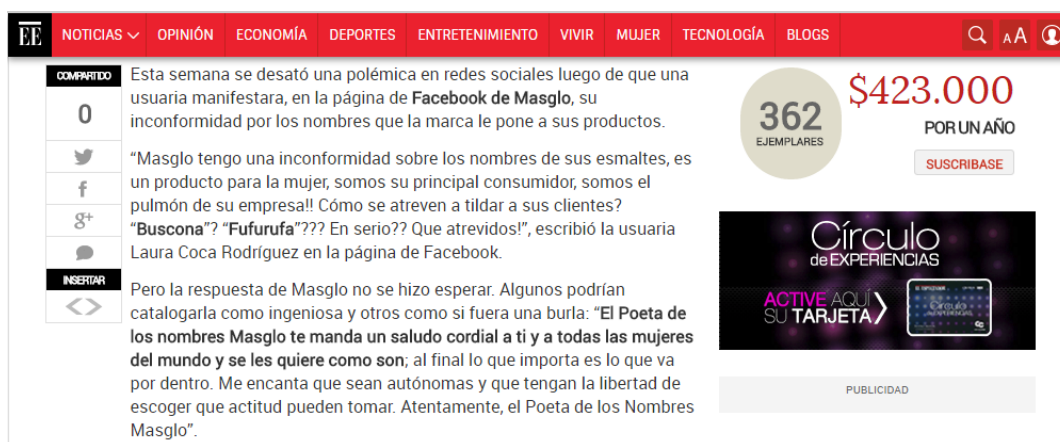 EE NOTICIAS OPINIÓN ECONOMÍA DEPORTES ENTRETENIMIENTO VIVIR MUJER TECNOLOGÍA BLOGS AA
COMPARTIDO
0
g+
INSERTAR
<>
Esta semana se desató una polémica en redes sociales luego de que una
usuaria manifestara, en la página de Facebook de Masglo, su
inconformidad por los nombres que la marca le pone a sus productos.
“Masglo tengo una inconformidad sobre los nombres de sus esmaltes, es
un producto para la mujer, somos su principal consumidor, somos el
pulmón de su empresa!! Cómo se atreven a tildar a sus clientes?
“Buscona”? “Fufurufa”??? En serio?? Que atrevidos!”, escribió la usuaria
Laura Coca Rodríguez en la página de Facebook.
Pero la respuesta de Masglo no se hizo esperar. Algunos podrían
catalogarla como ingeniosa y otros como si fuera una burla: “El Poeta de
los nombres Masglo te manda un saludo cordial a ti y a todas las mujeres
del mundo y se les quiere como son; al final lo que importa es lo que va
por dentro. Me encanta que sean autónomas y que tengan la libertad de
escoger que actitud pueden tomar. Atentamente, el Poeta de los Nombres
Masglo”.
362
EJEMPLARES
$423.000
POR UN AÑO
SUSCRIBASE
Círculo
de EXPERIENCIAS
ACTIVE AQUÍ
SU TARJETA
PUBLICIDAD